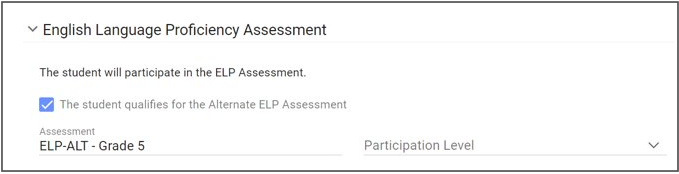 English Language Proficiency Assessment
The student will participate in the ELP Assessment.
The student qualifies for the Alternate ELP Assessment
Assessment
ELP-ALT - Grade 5
Participation Level